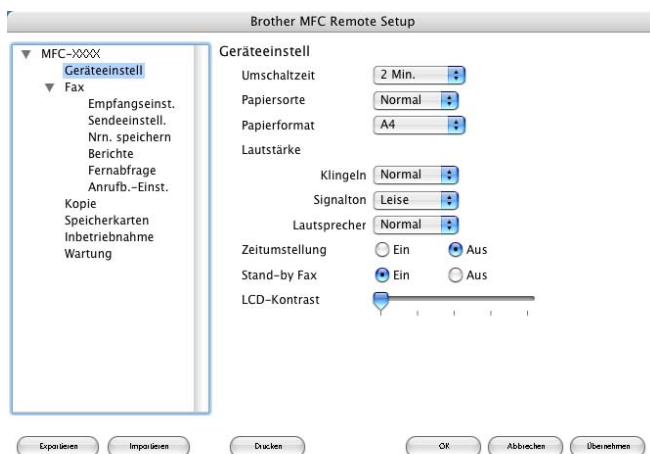 Brother MFC Remote Setup
MFC-XXXX
Geräteeinstell
Fax
Empfangseinst.
Sendeeinstell.
Nrn. speichern
Berichte
Fernabfrage
Anrufb.-Einst.
Kopie
Speicherkarten
Inbetriebnahme
Wartung
Geräteeinstell
Umschaltzeit 2 Min.
Papiersorte Normal
Papierformat A4
Lautstärke
Klingeln Normal
Signalton Leise
Lautsprecher Normal
Zeitumstellung Ein Aus
Stand-by Fax Ein Aus
LCD-Kontrast
Exportieren Importieren Drucken OK Abbrechen Übernehmen